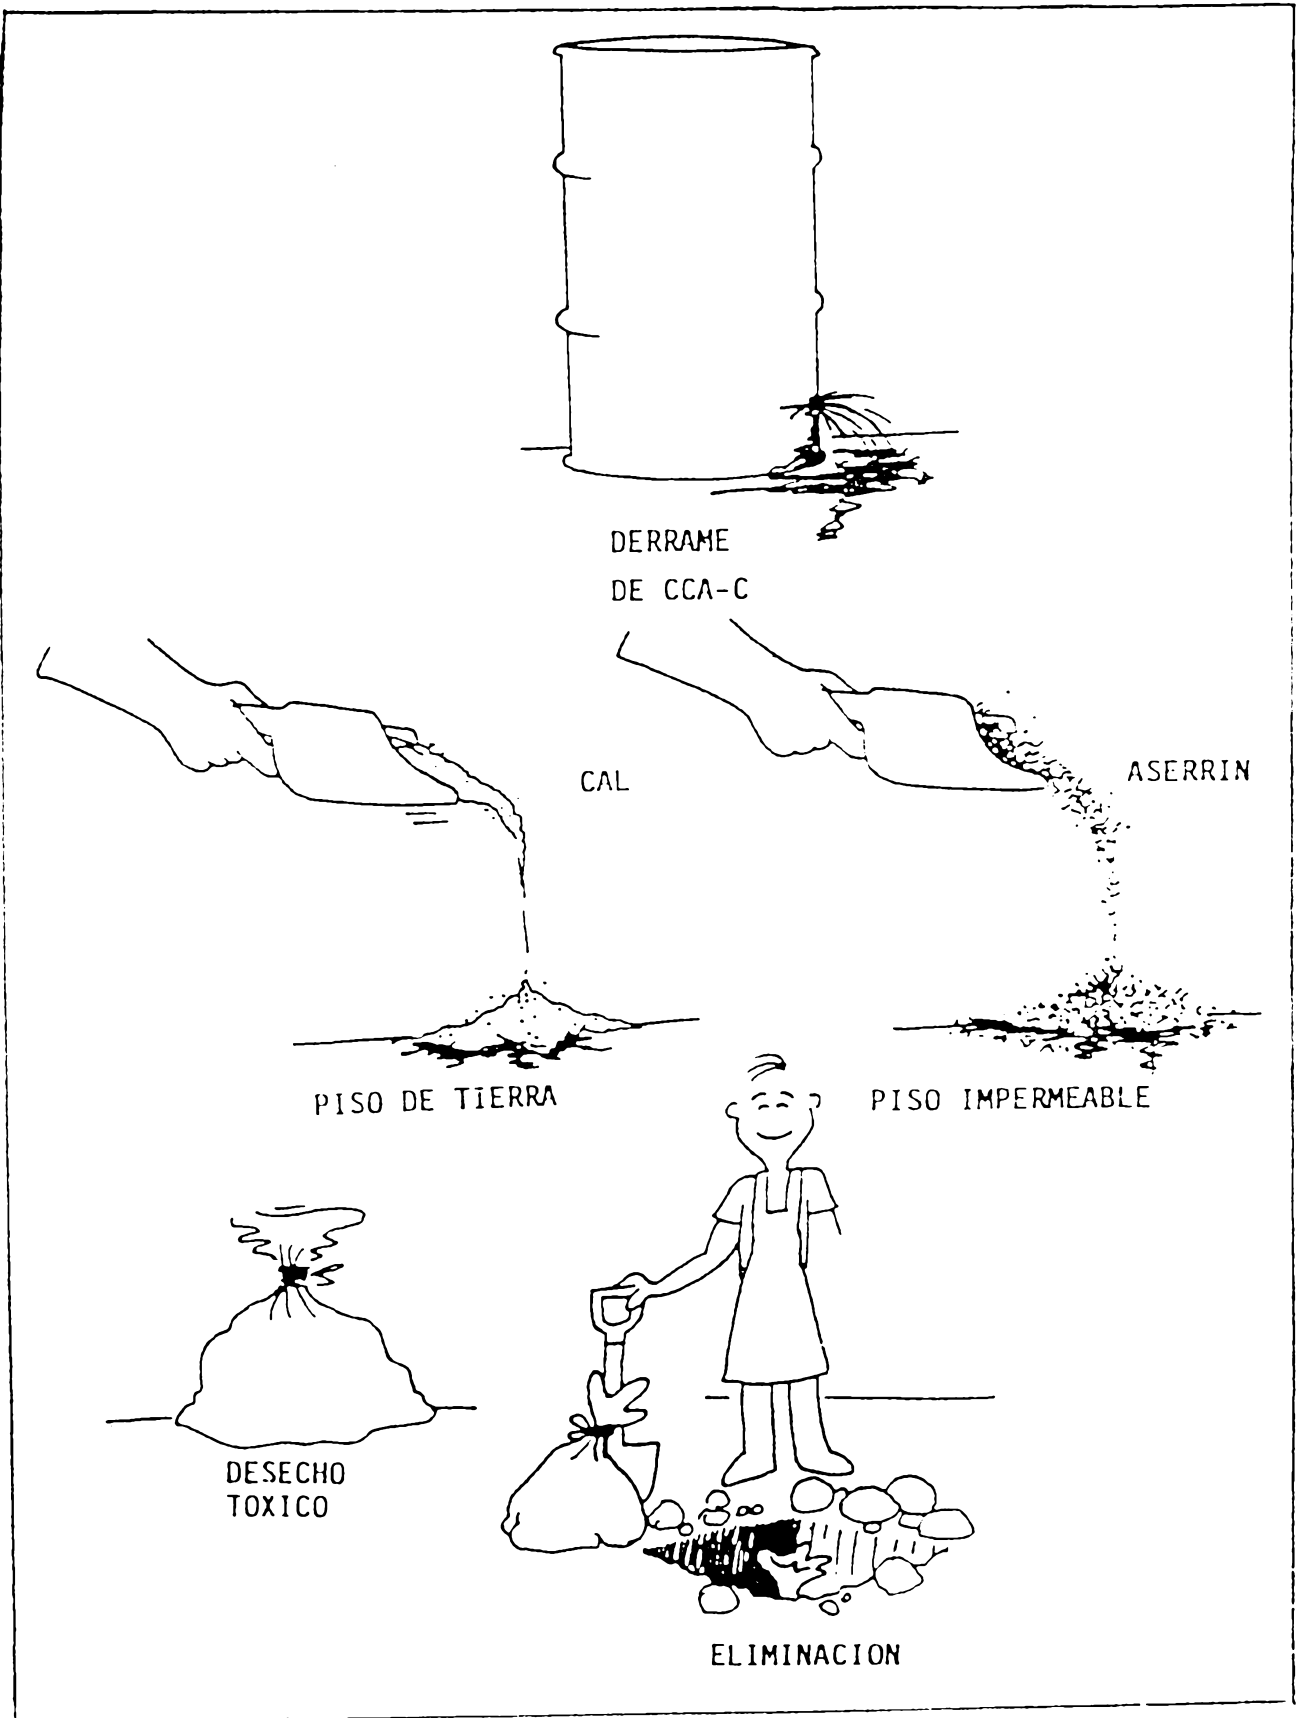 DERRAME
DE CCA-C
CAL
ASERRIN
PISO DE TIERRA
PISO IMPERMEABLE
DESECHO
TOXICO
ELIMINACION